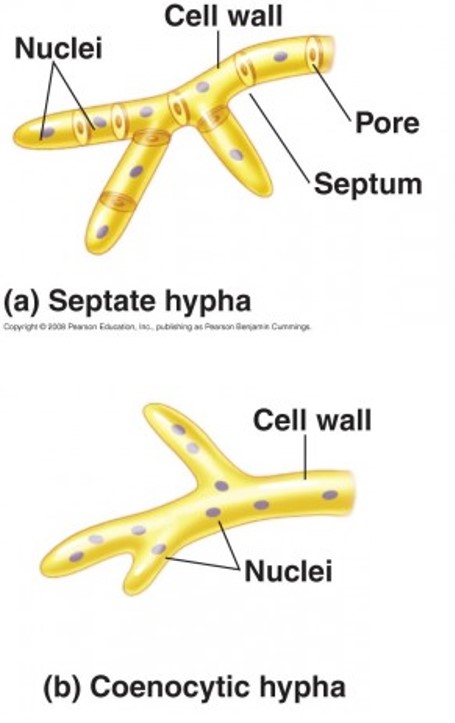 Cell wall
Nuclei
Pore
Septum
(a) Septate hypha
Copyright © 2008 Pearson Education, Inc., publishing as Pearson Benjamin Cummings.
Cell wall
Nuclei
(b) Coenocytic hypha